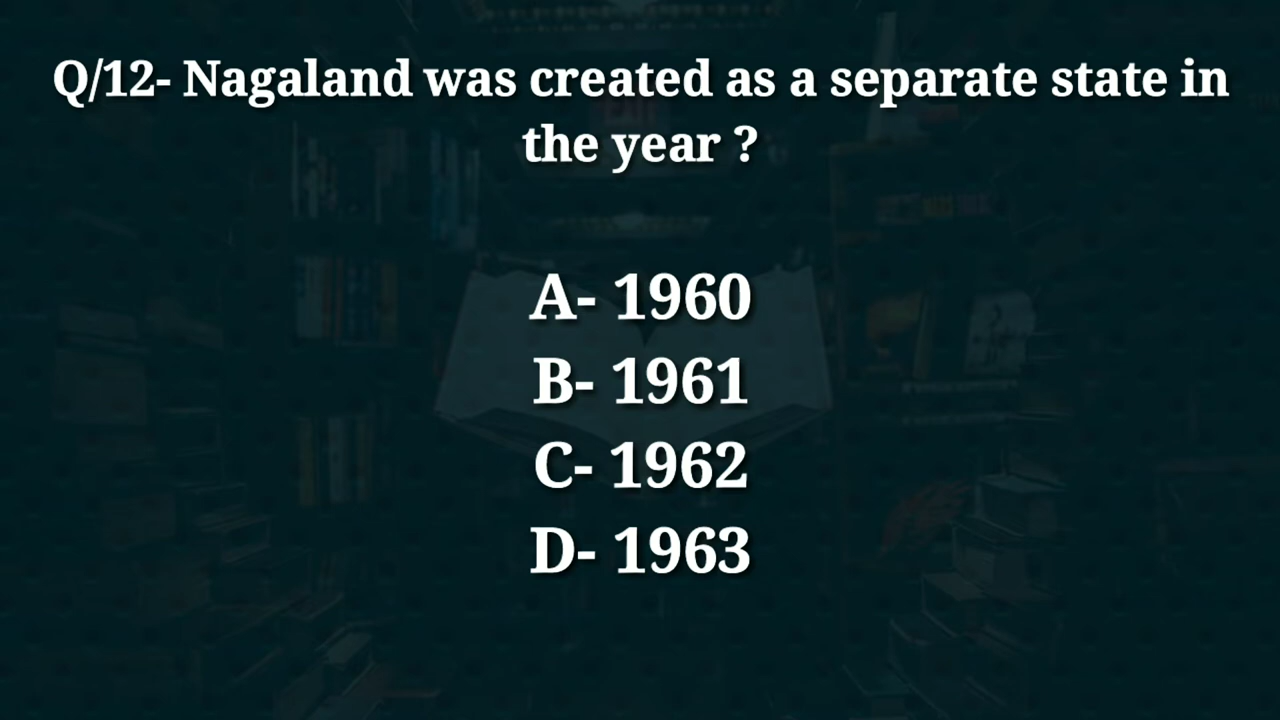 Q/12- Nagaland was created as a separate state in
the year ?
A- 1960
B- 1961
C- 1962
D- 1963